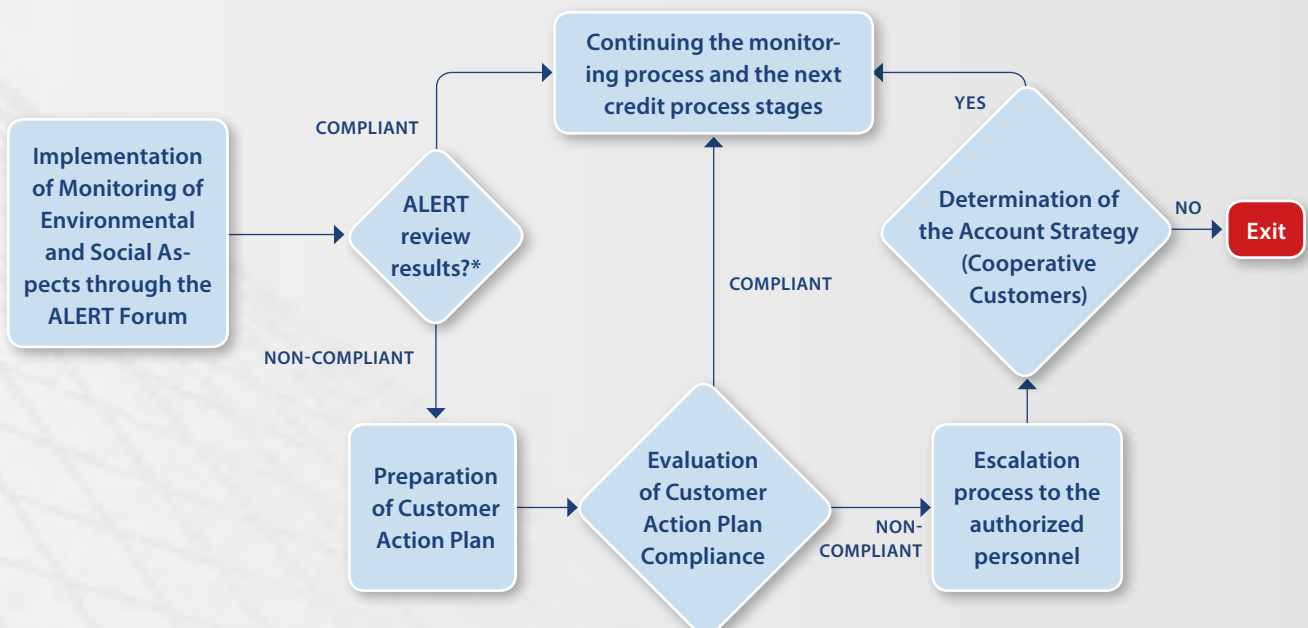 Continuing the monitor-
ing process and the next
credit process stages
COMPLIANT
YES
Implementation
of Monitoring of
Environmental
and Social As-
pects through the
ALERT Forum
ALERT
review
results?*
Determination of
the Account Strategy
(Cooperative
Customers)
NO
Exit
COMPLIANT
NON-COMPLIANT
Preparation
of Customer
Action Plan
Evaluation
of Customer
Action Plan
Compliance
NON-
COMPLIANT
Escalation
process to the
authorized
personnel